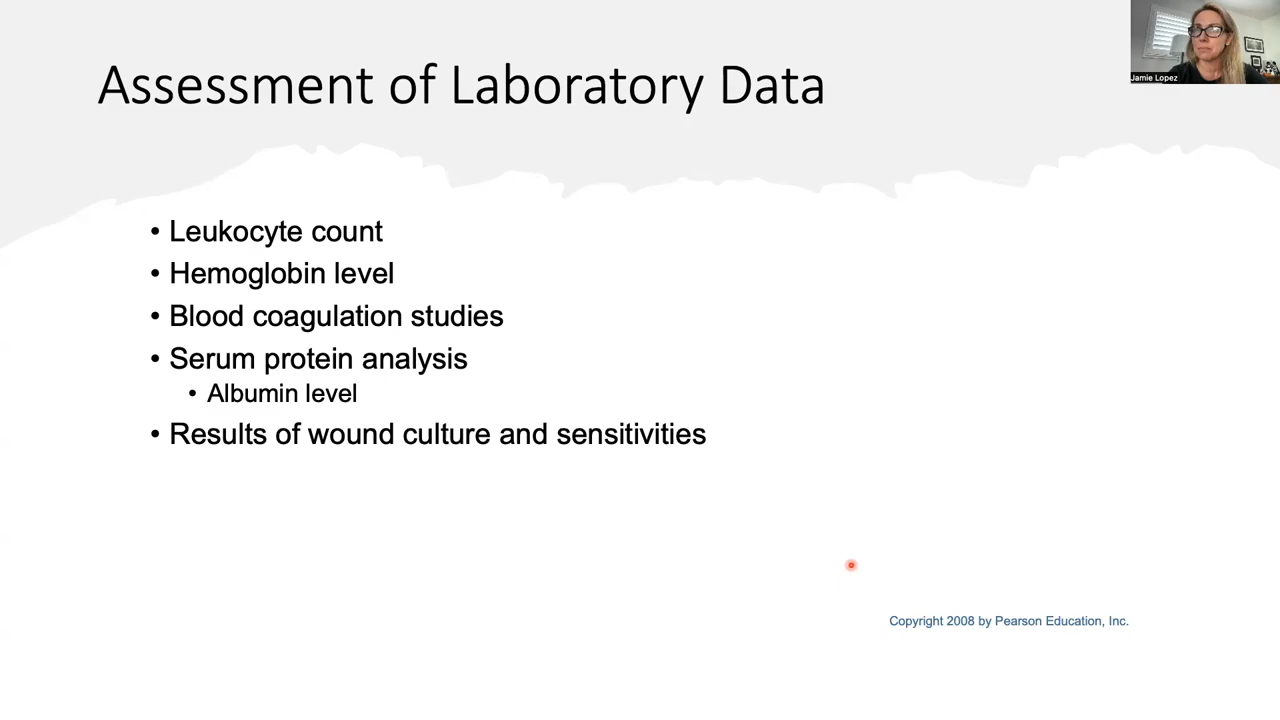 Assessment of Laboratory Data
Jamie Lopez
• Leukocyte count
• Hemoglobin level
• Blood coagulation studies
• Serum protein analysis
• Albumin level
• Results of wound culture and sensitivities
Copyright 2008 by Pearson Education, Inc.